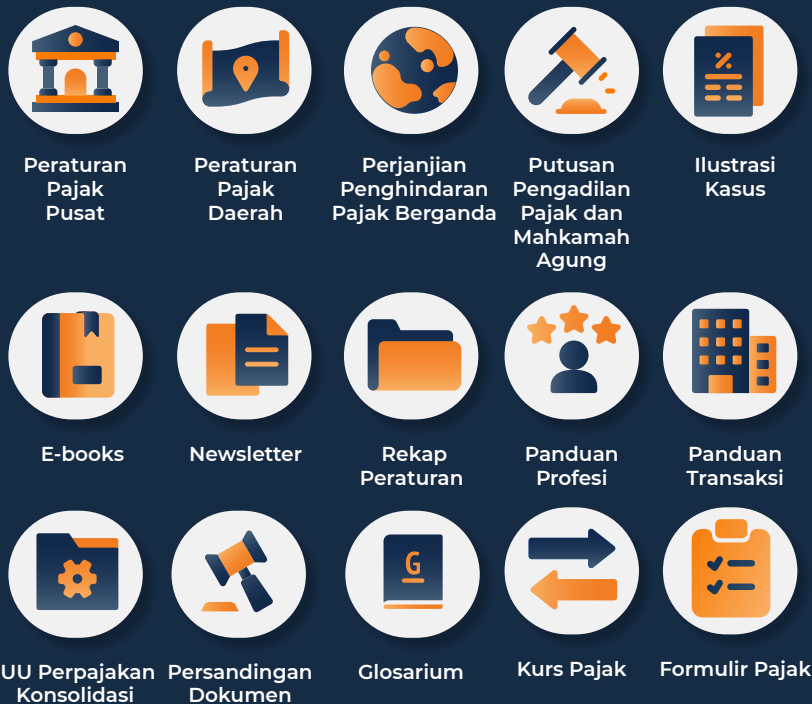 Peraturan
Pajak
Pusat
Peraturan
Pajak
Daerah
Perjanjian
Penghindaran
Pajak Berganda
Putusan
Pengadilan
Pajak dan
Mahkamah
Agung
%
Ilustrasi
Kasus
E-books
Newsletter
Rekap
Peraturan
Panduan
Profesi
Panduan
Transaksi
UU Perpajakan
Konsolidasi
Persandingan
Dokumen
G
Glosarium
Kurs Pajak
Formulir Pajak